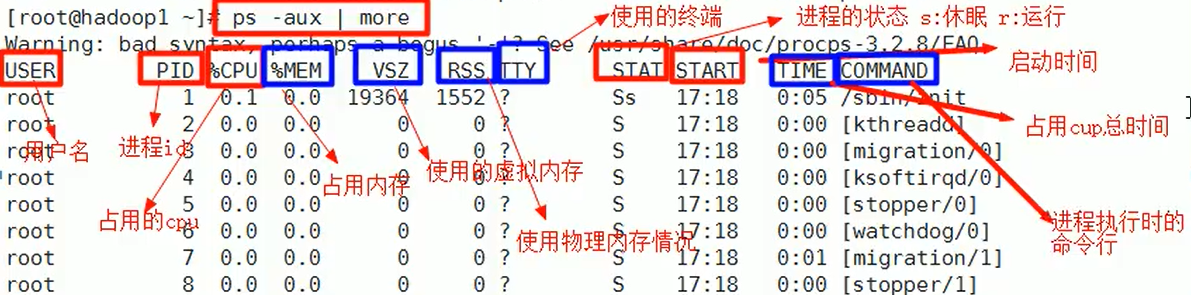 [root@hadoop1 ~]# ps -aux | more 使用的终端 进程的状态 s:休眠 r:运行
Warning: bad syntax, perhaps a bogus '-'? See /usr/share/doc/procps-3.2.8/FAQ
USER PID %CPU %MEM VSZ RSS TTY STAT START TIME COMMAND 启动时间
root 1 0.1 0.0 19364 1552 ? Ss 17:18 0:05 /sbin/init
root 2 0.0 0.0 0 0 ? S 17:18 0:00 [kthreadd] 占用cup总时间
用户名 进程id
root 3 0.0 0.0 0 0 ? S 17:18 0:00 [migration/0]
占用内存 使用的虚拟内存
root 4 0.0 0.0 0 0 ? S 17:18 0:00 [ksoftirqd/0]
root 5 0.0 0.0 0 0 ? S 17:18 0:00 [stopper/0]
占用的cpu 进程执行时的
命令行
root 6 0.0 0.0 0 0 ? S 17:18 0:00 [watchdog/0]
使用物理内存情况
root 7 0.0 0.0 0 0 ? S 17:18 0:01 [migration/1]
root 8 0.0 0.0 0 0 ? S 17:18 0:00 [stopper/1]